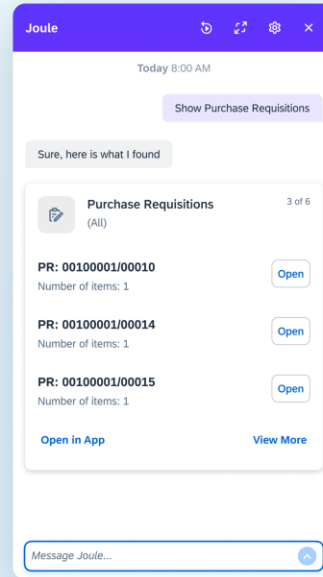 Joule
Today 8:00 AM
Show Purchase Requisitions
Sure, here is what I found
Purchase Requisitions
3 of 6
(All)
PR: 00100001/00010
Open
Number of items: 1
PR: 00100001/00014
Open
Number of items: 1
PR: 00100001/00015
Open
Number of items: 1
Open in App
View More
Message Joule...